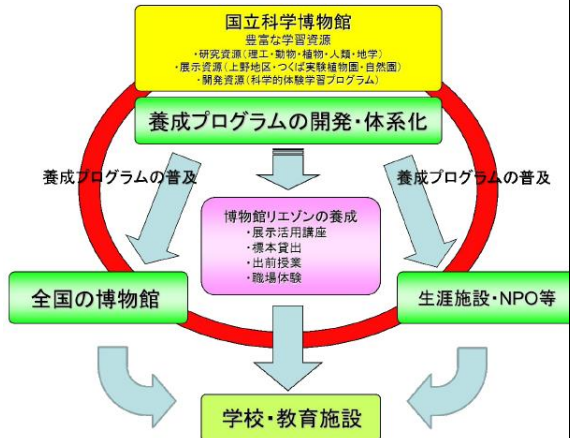 国立科学博物館
豊富な学習資源
・研究資源(理工・動物・植物・人類・地学)
・展示資源(上野地区・つくば実験植物園・自然園)
・開発資源(科学的体験学習プログラム)
養成プログラムの開発・体系化
養成プログラムの普及
養成プログラムの普及
博物館リエゾンの養成
・展示活用講座
・標本貸出
・出前授業
・職場体験
全国の博物館
生涯施設・NPO等
学校・教育施設